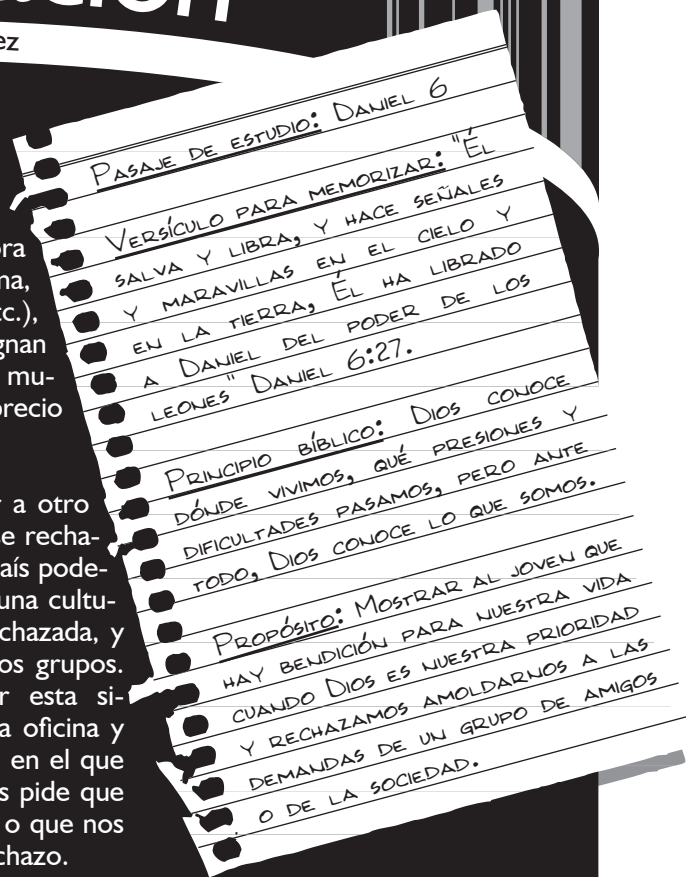 ación
ez
Pasaje de estudio: Daniel 6
Versículo para memorizar: "Él
salva y libra, y hace señales
y maravillas en el cielo y
en la tierra, Él ha librado
a Daniel del poder de los
leones" Daniel 6:27.
Principio bíblico: Dios conoce
dónde vivimos, qué presiones y
dificultades pasamos, pero ante
todo, Dios conoce lo que somos.
Propósito: Mostrar al joven que
hay bendición para nuestra vida
cuando Dios es nuestra prioridad
y rechazamos amoldarnos a las
demandas de un grupo de amigos
o de la sociedad.
ora
na,
tc.),
gnan
mu-
precio
r a otro
se recha-
aís pode-
una cultu-
chazada, y
os grupos.
r esta si-
a oficina y
en el que
s pide que
o que nos
chazo.